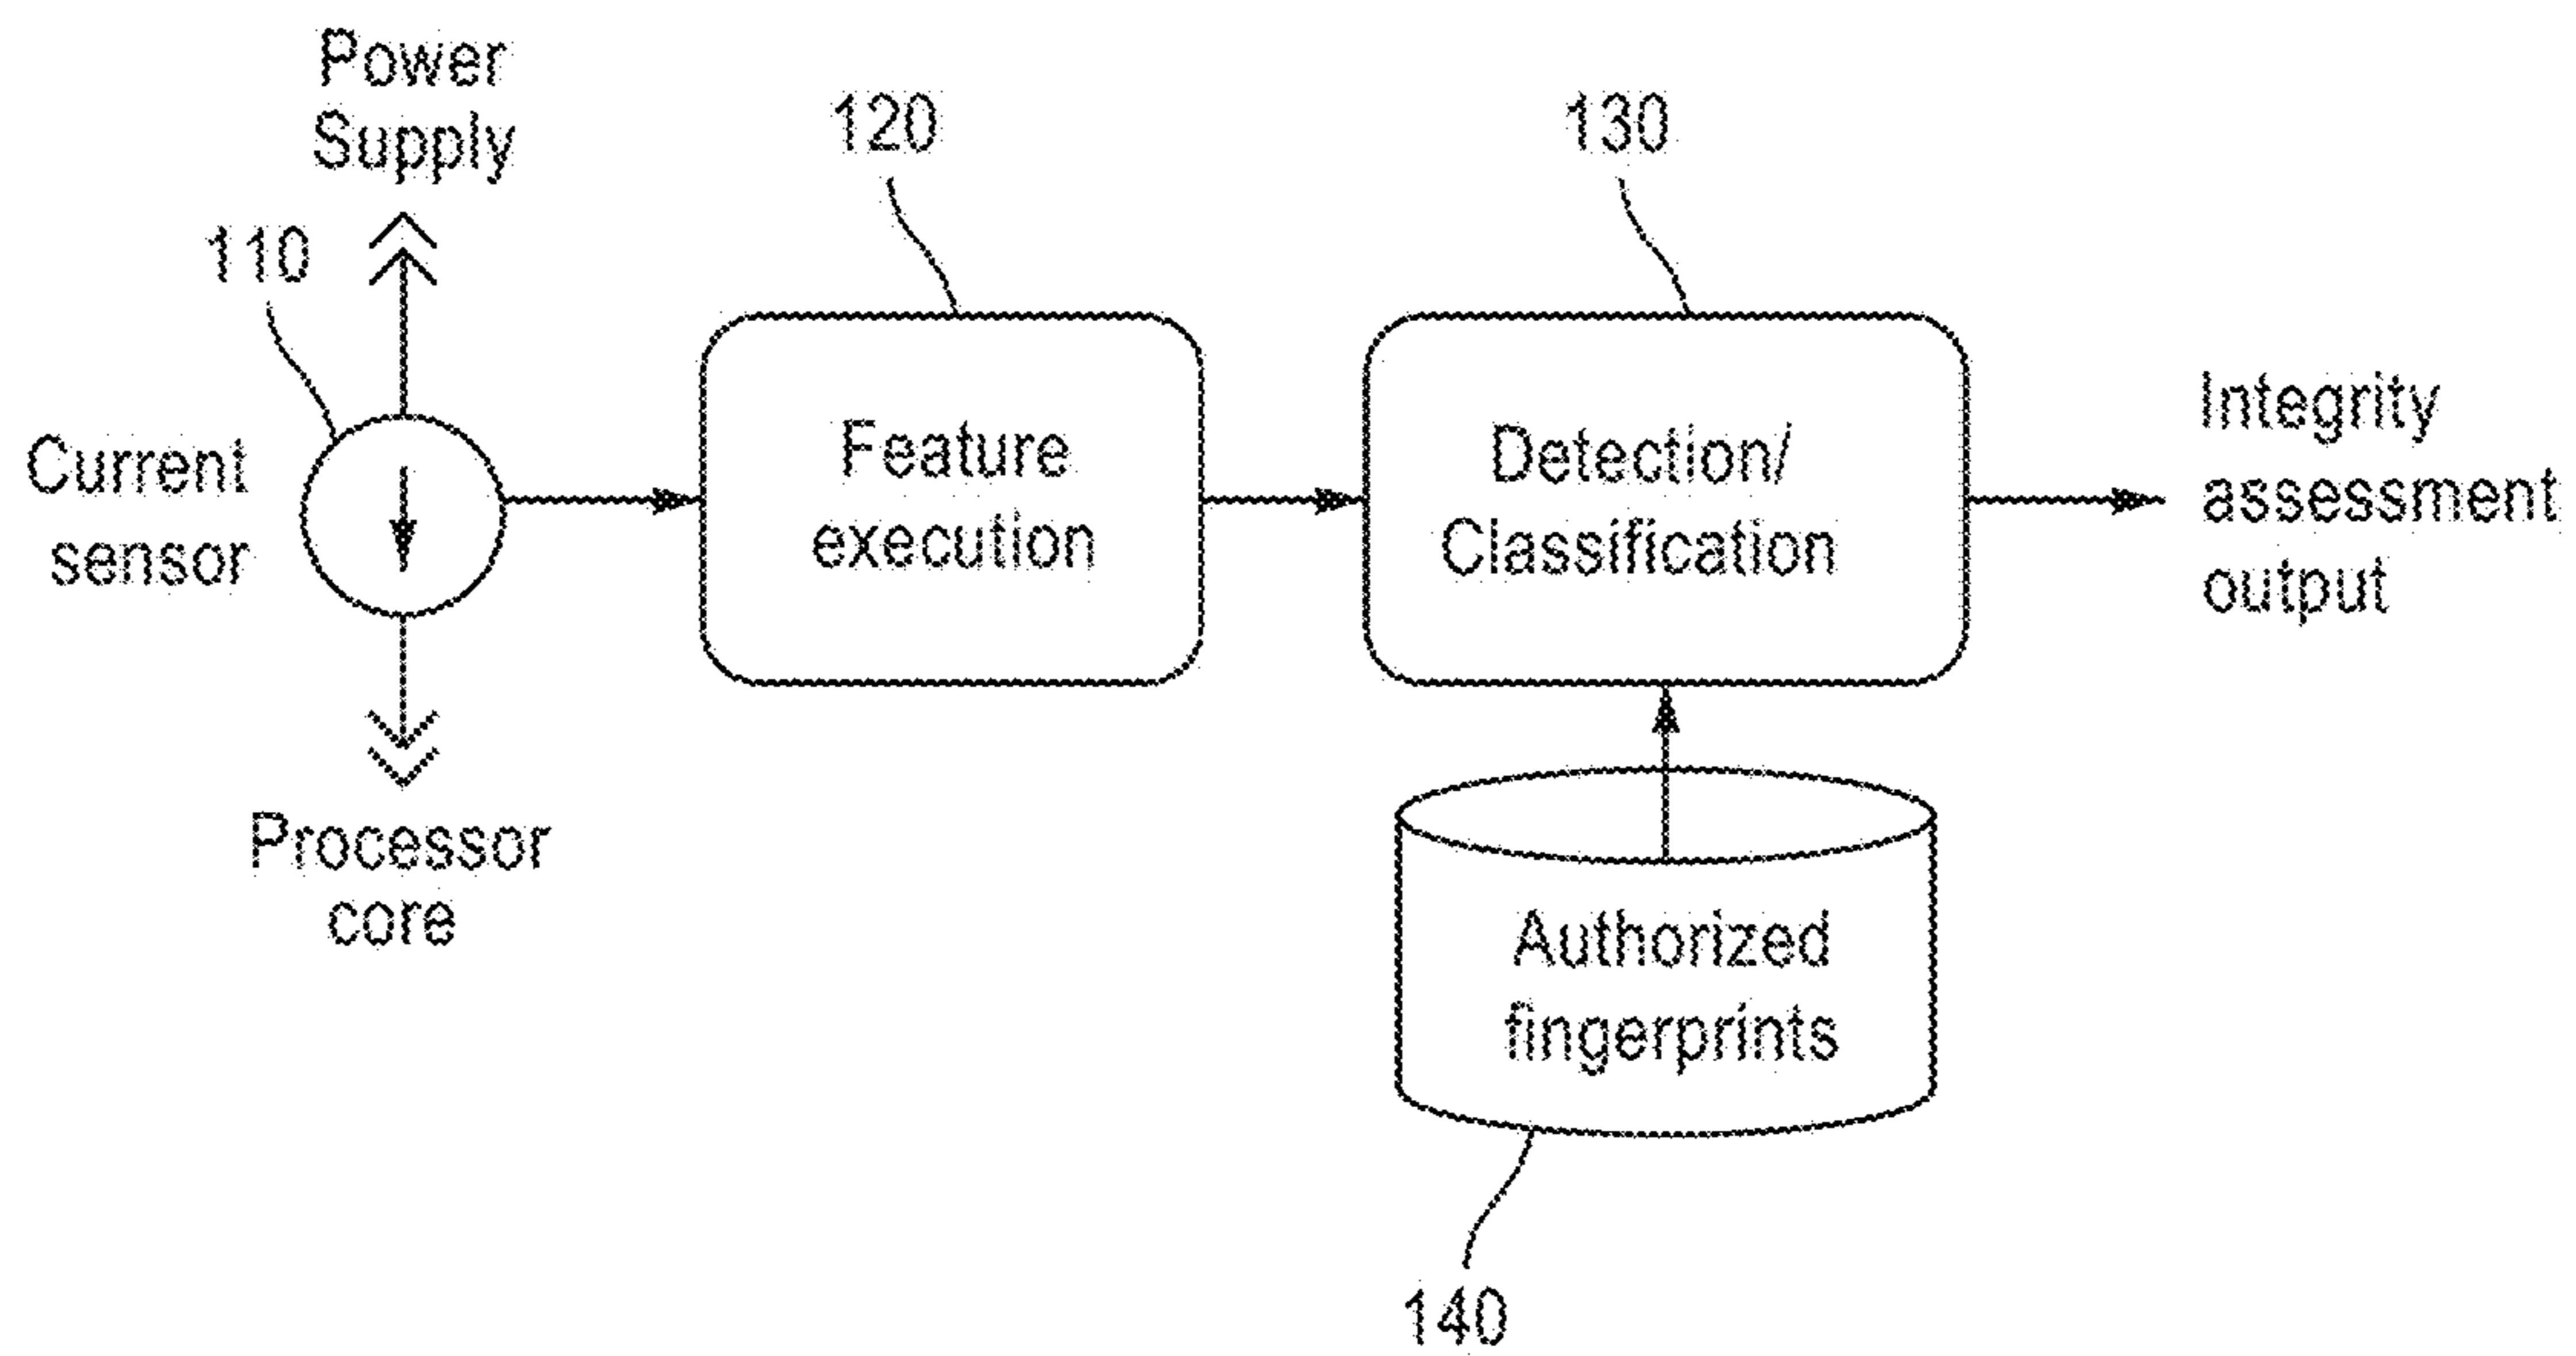 Power
Supply
110
120
130
Current
sensor
Feature
execution
Detection/
Classification
Integrity
assessment
output
Processor
core
Authorized
fingerprints
140